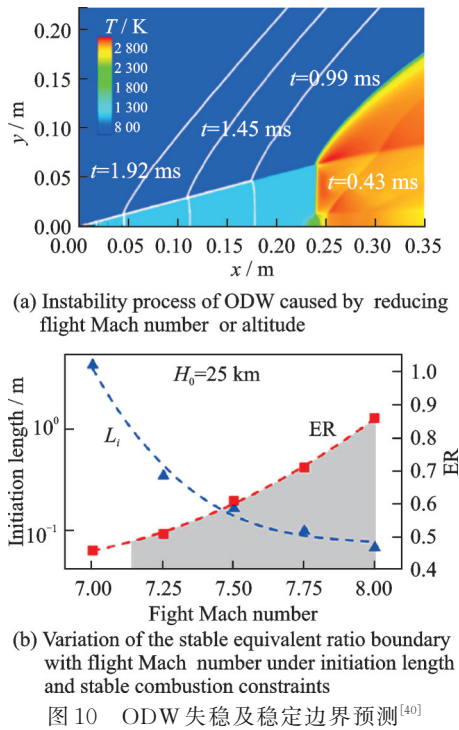 (a)
T / K
2 800
2 300
1 800
1 300
8 00
0.20
0.15
0.10
0.05
0.00
y / m
t=0.99 ms
t=1.45 ms
t=1.92 ms
t=0.43 ms
0.00 0.05 0.10 0.15 0.20 0.25 0.30 0.35
x / m
(a) Instability process of ODW caused by reducing
flight Mach number or altitude
Initiation length / m
10⁰
10⁻¹
H₀=25 km
Lᵢ
ER
1.0
0.9
0.8
0.7
0.6
0.5
0.4
ER
7.00 7.25 7.50 7.75 8.00
Fight Mach number
(b) Variation of the stable equivalent ratio boundary
with flight Mach number under initiation length
and stable combustion constraints
图 10 ODW 失稳及稳定边界预测[40]